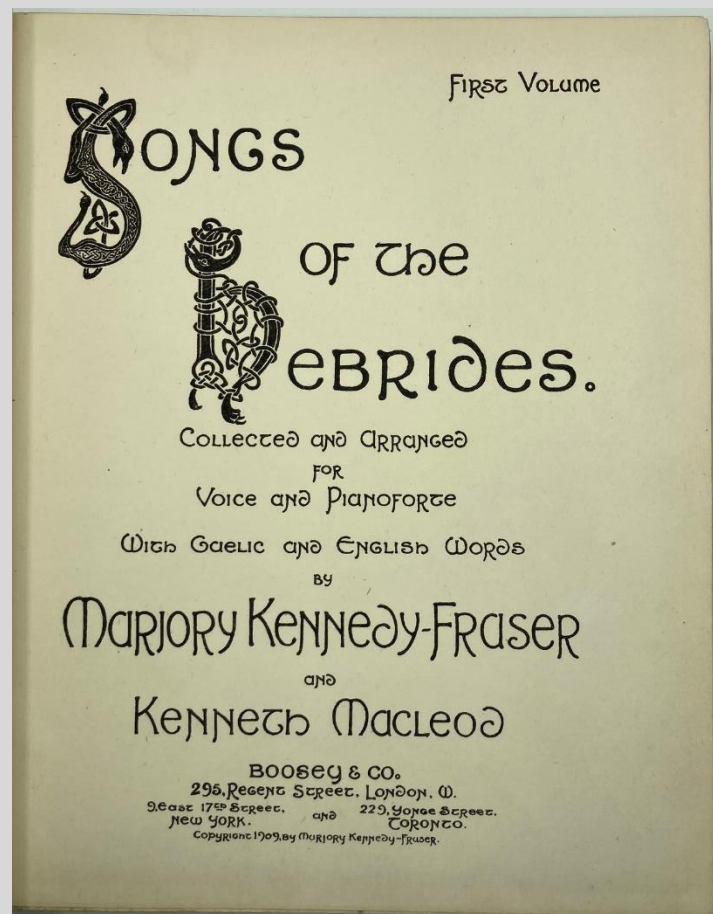 First Volume
Songs
of the
Hebrides.
Collected and Arranged
for
Voice and Pianoforte
With Gaelic and English Words
by
Marjory Kennedy-Fraser
and
Kenneth Macleod
Boosey & Co.
295, Regent Street, London, W.
9, East 17th Street, and 229, Yonge Street.
New York. Toronto.
Copyright 1909, by Marjory Kennedy-Fraser.